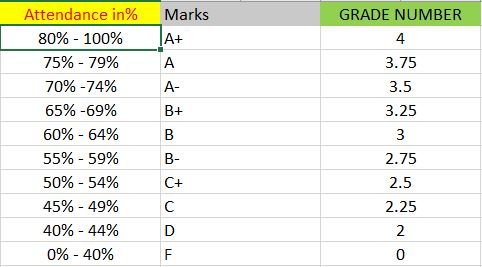 Attendance in% Marks GRADE NUMBER
80% - 100% A+ 4
75% - 79% A 3.75
70% -74% A- 3.5
65% -69% B+ 3.25
60% - 64% B 3
55% - 59% B- 2.75
50% - 54% C+ 2.5
45% - 49% C 2.25
40% - 44% D 2
0% - 40% F 0